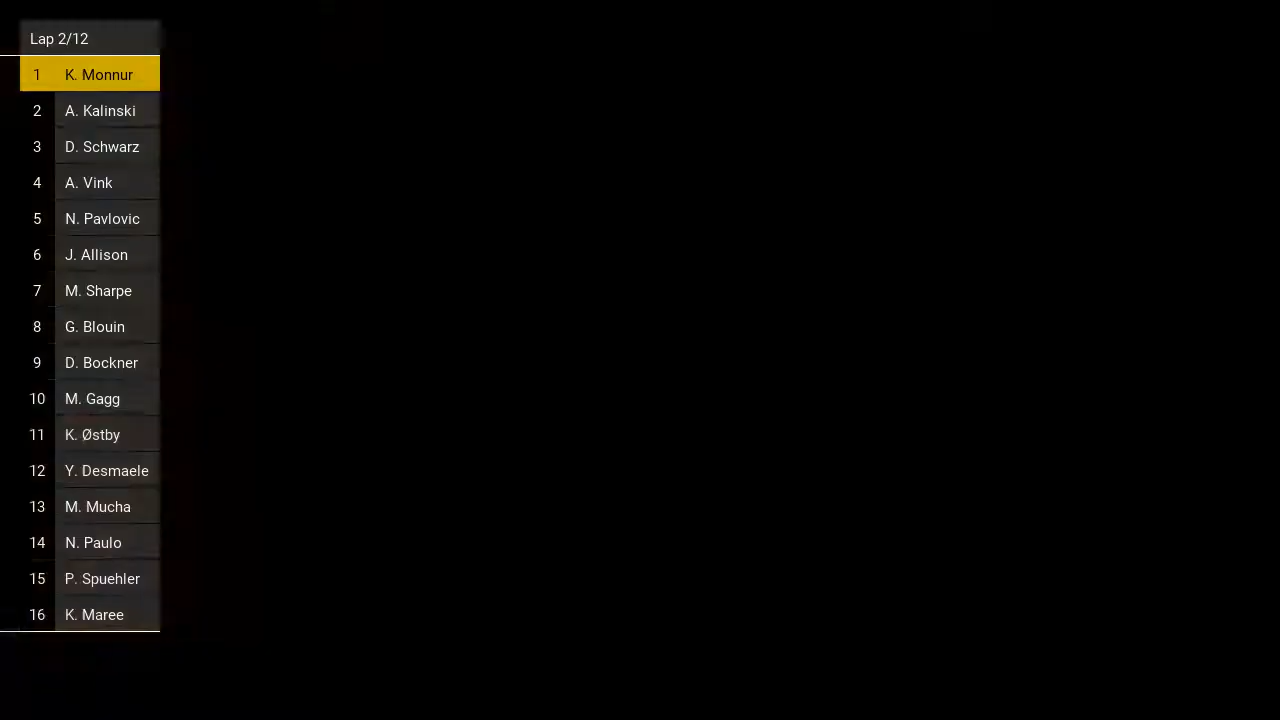 Lap 2/12
1 K. Monnur
2 A. Kalinski
3 D. Schwarz
4 A. Vink
5 N. Pavlovic
6 J. Allison
7 M. Sharpe
8 G. Blouin
9 D. Bockner
10 M. Gagg
11 K. Østby
12 Y. Desmaele
13 M. Mucha
14 N. Paulo
15 P. Spuehler
16 K. Maree